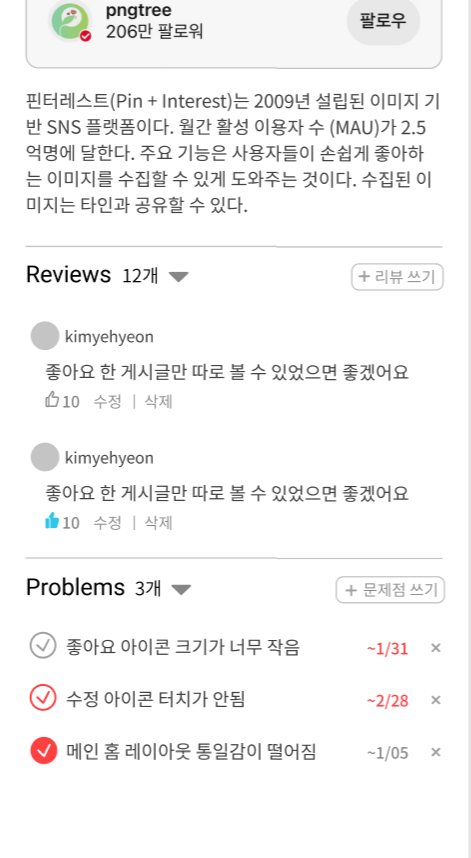 pngtree
206만 팔로워
팔로우
핀터레스트(Pin + Interest)는 2009년 설립된 이미지 기
반 SNS 플랫폼이다. 월간 활성 이용자 수 (MAU)가 2.5
억명에 달한다. 주요 기능은 사용자들이 손쉽게 좋아하
는 이미지를 수집할 수 있게 도와주는 것이다. 수집된 이
미지는 타인과 공유할 수 있다.
Reviews 12개
+ 리뷰 쓰기
kimyehyeon
좋아요 한 게시글만 따로 볼 수 있었으면 좋겠어요
10 수정 | 삭제
kimyehyeon
좋아요 한 게시글만 따로 볼 수 있었으면 좋겠어요
10 수정 | 삭제
Problems 3개
+ 문제점 쓰기
좋아요 아이콘 크기가 너무 작음 ~1/31 ×
수정 아이콘 터치가 안됨 ~2/28 ×
메인 홈 레이아웃 통일감이 떨어짐 ~1/05 ×